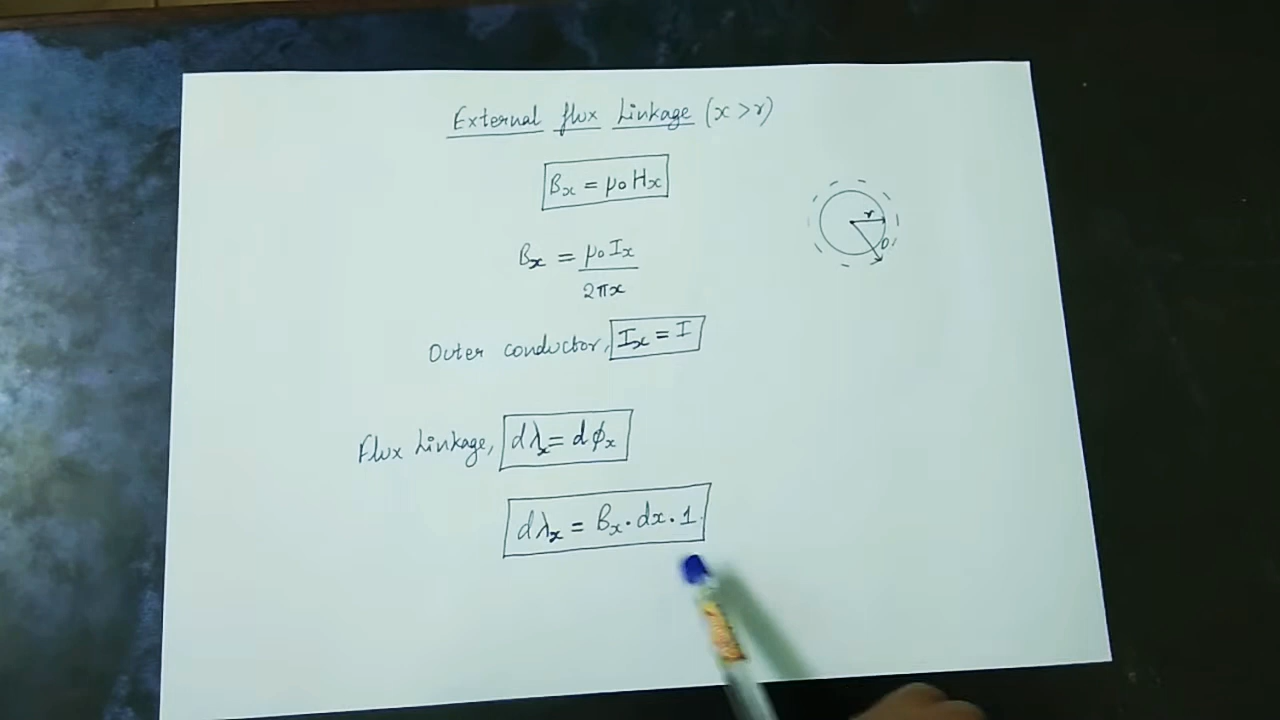 External flux Linkage (x > r)
Bx = μ0 Hx
Bx = μ0 Ix
2πx
Outer conductor, Ix = I
Flux Linkage, dλx = dϕx
dλx = Bx · dx · 1
r
D